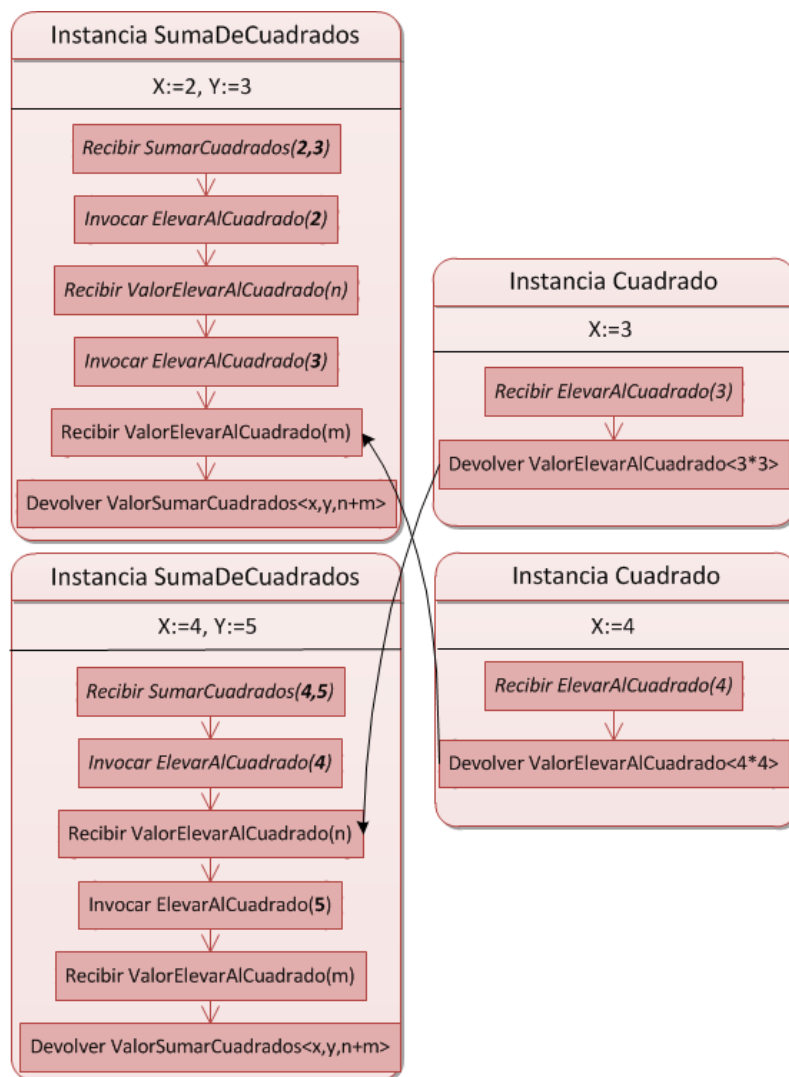 Instancia SumaDeCuadrados
X:=2, Y:=3
Recibir SumarCuadrados(2,3)
Invocar ElevarAlCuadrado(2)
Recibir ValorElevarAlCuadrado(n)
Invocar ElevarAlCuadrado(3)
Recibir ValorElevarAlCuadrado(m)
Devolver ValorSumarCuadrados<x,y,n+m>
Instancia Cuadrado
X:=3
Recibir ElevarAlCuadrado(3)
Devolver ValorElevarAlCuadrado<3*3>
Instancia SumaDeCuadrados
X:=4, Y:=5
Recibir SumarCuadrados(4,5)
Invocar ElevarAlCuadrado(4)
Recibir ValorElevarAlCuadrado(n)
Invocar ElevarAlCuadrado(5)
Recibir ValorElevarAlCuadrado(m)
Devolver ValorSumarCuadrados<x,y,n+m>
Instancia Cuadrado
X:=4
Recibir ElevarAlCuadrado(4)
Devolver ValorElevarAlCuadrado<4*4>